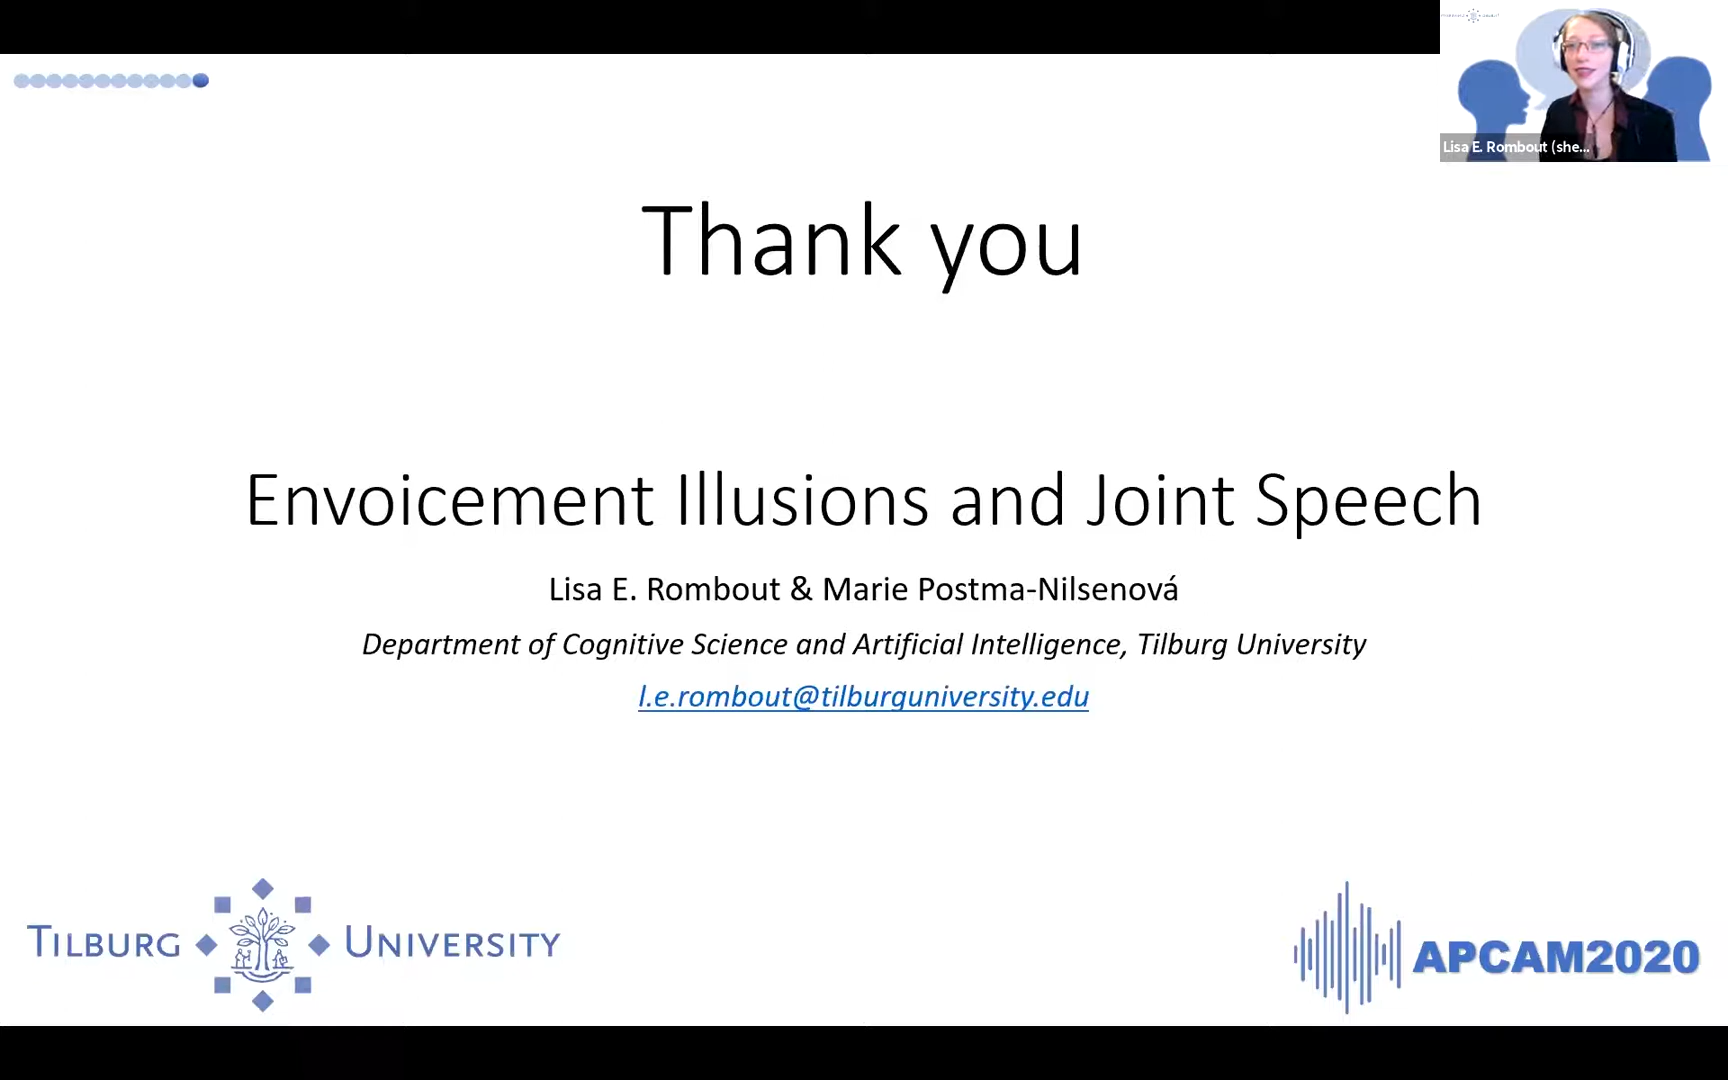 Lisa E. Rombout (she...
Thank you
Envoicement Illusions and Joint Speech
Lisa E. Rombout & Marie Postma-Nilsenová
Department of Cognitive Science and Artificial Intelligence, Tilburg University
l.e.rombout@tilburguniversity.edu
TILBURG UNIVERSITY
APCAM2020